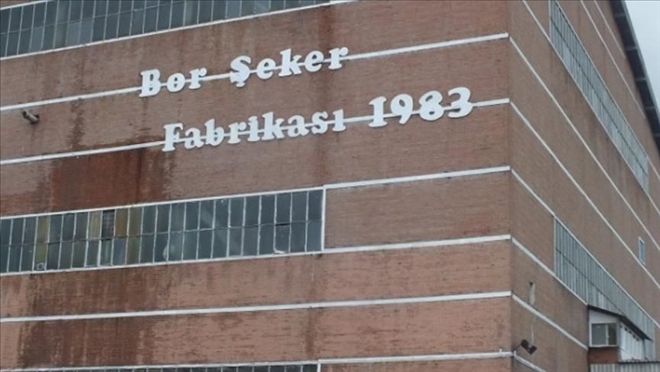 Bor Şeker
Fabrikası 1983